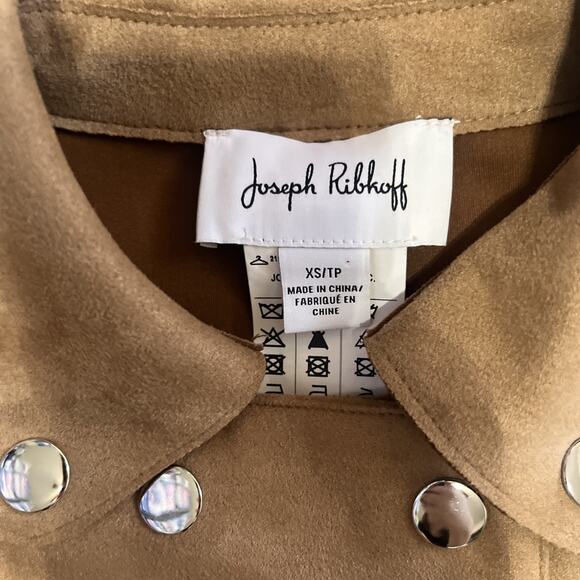 Joseph Ribkoff
XS/TP
MADE IN CHINA/
FABRIQUÉ EN
CHINE